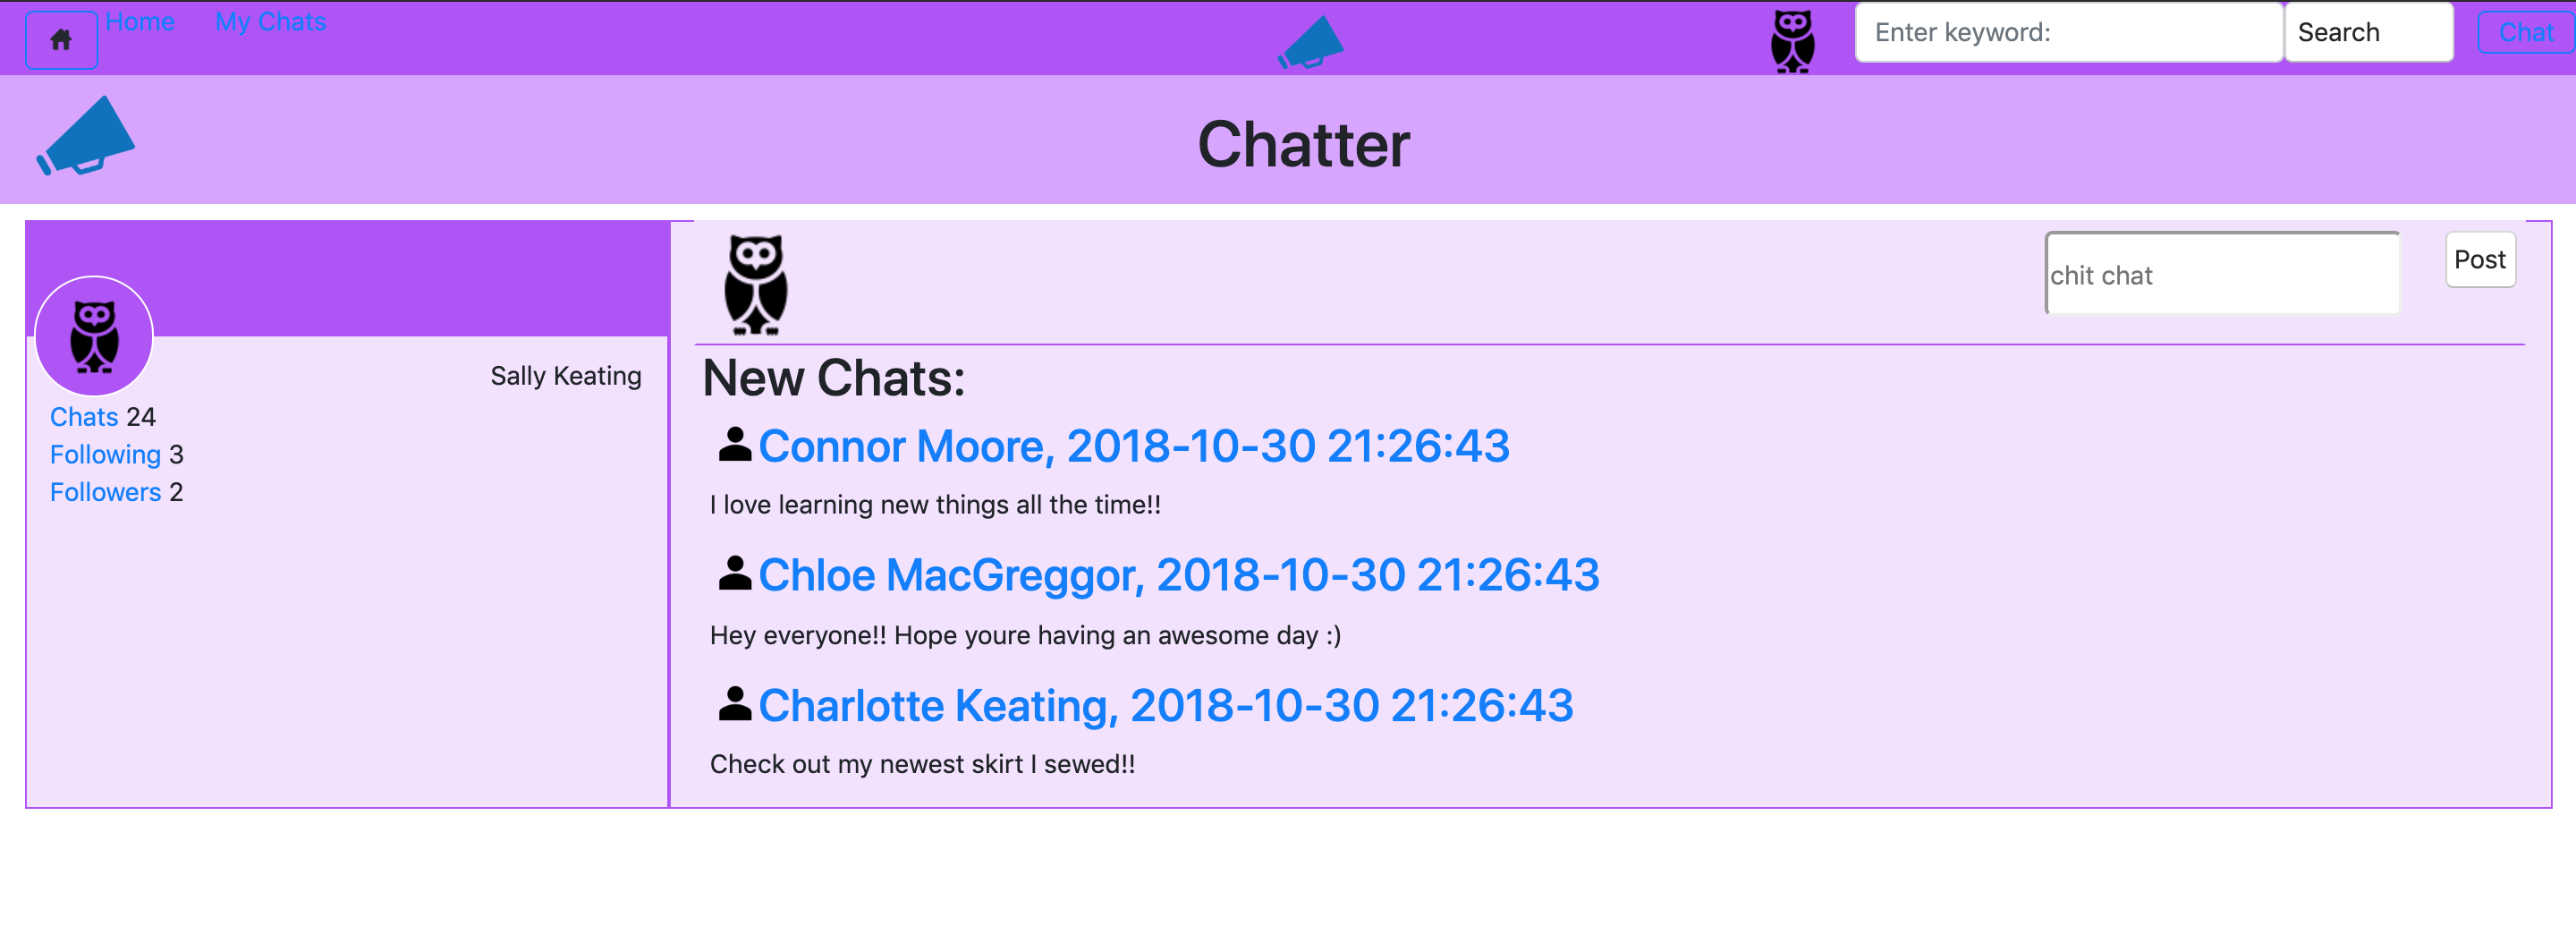 Home My Chats Enter keyword: Search Chat
Chatter
chit chat Post
Sally Keating
Chats 24
Following 3
Followers 2
New Chats:
Connor Moore, 2018-10-30 21:26:43
I love learning new things all the time!!
Chloe MacGreggor, 2018-10-30 21:26:43
Hey everyone!! Hope youre having an awesome day :)
Charlotte Keating, 2018-10-30 21:26:43
Check out my newest skirt I sewed!!